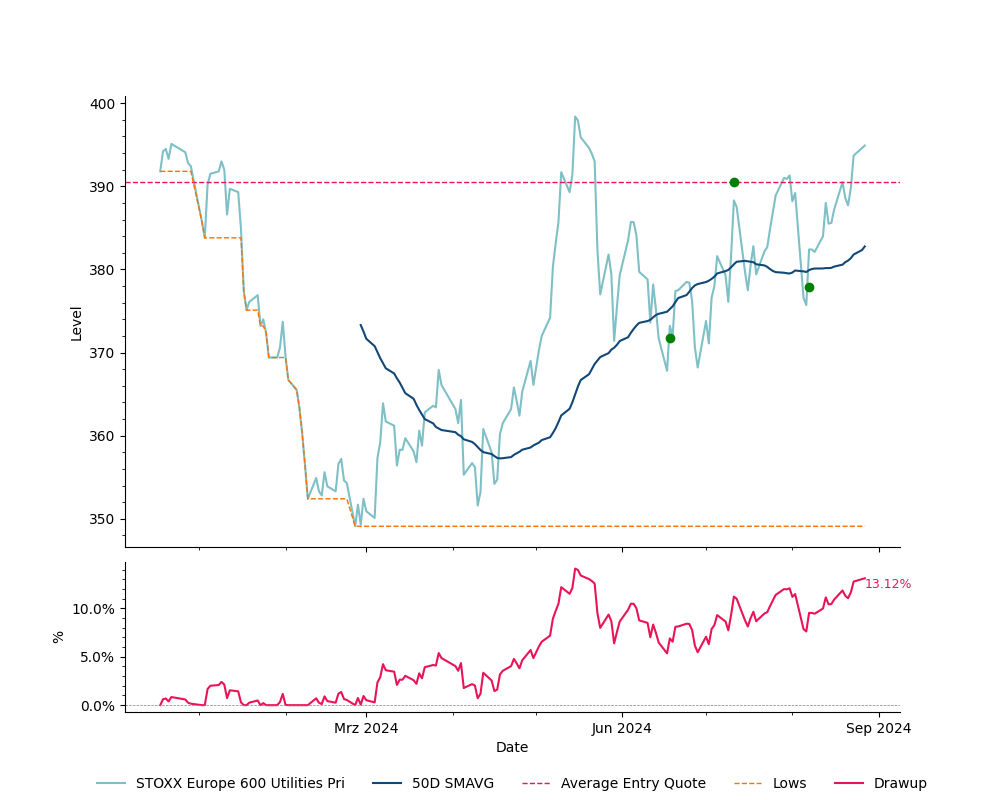 400
390
380
370
360
350
Level
10.0%
5.0%
0.0%
%
13.12%
Mrz 2024
Jun 2024
Sep 2024
Date
STOXX Europe 600 Utilities Pri
50D SMAVG
Average Entry Quote
Lows
Drawup